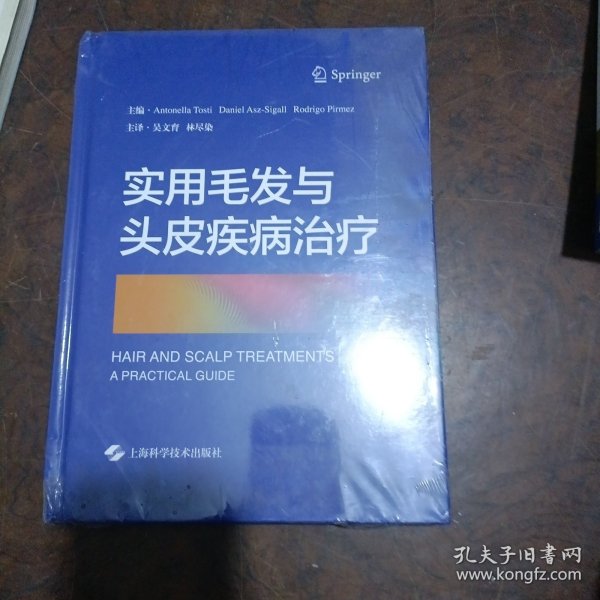 Springer
主编·Antonella Tosti Daniel Asz-Sigall Rodrigo Pirmez
主译·吴文育 林尽染
实用毛发与
头皮疾病治疗
HAIR AND SCALP TREATMENTS
A PRACTICAL GUIDE
上海科学技术出版社
孔夫子旧书网
www.kongfz.com